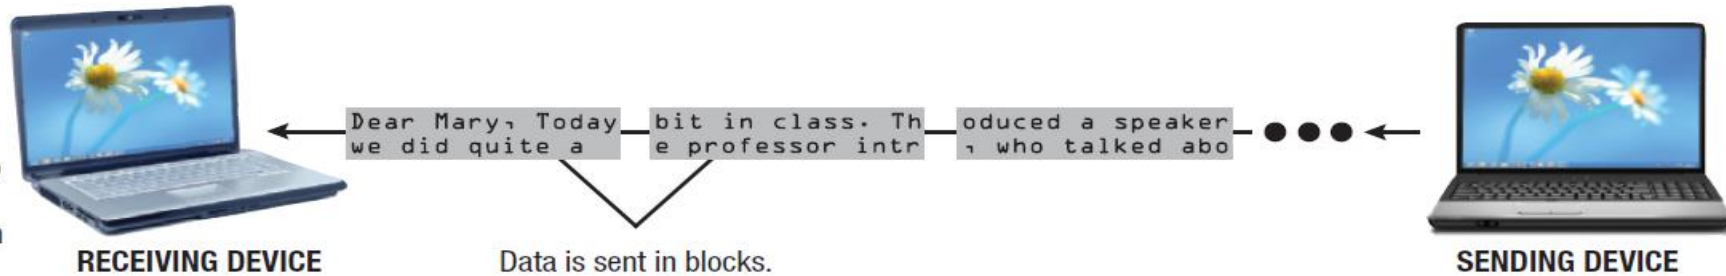 Dear Mary, Today
we did quite a
bit in class. Th
e professor intr
oduced a speaker
, who talked abo
RECEIVING DEVICE
Data is sent in blocks.
SENDING DEVICE